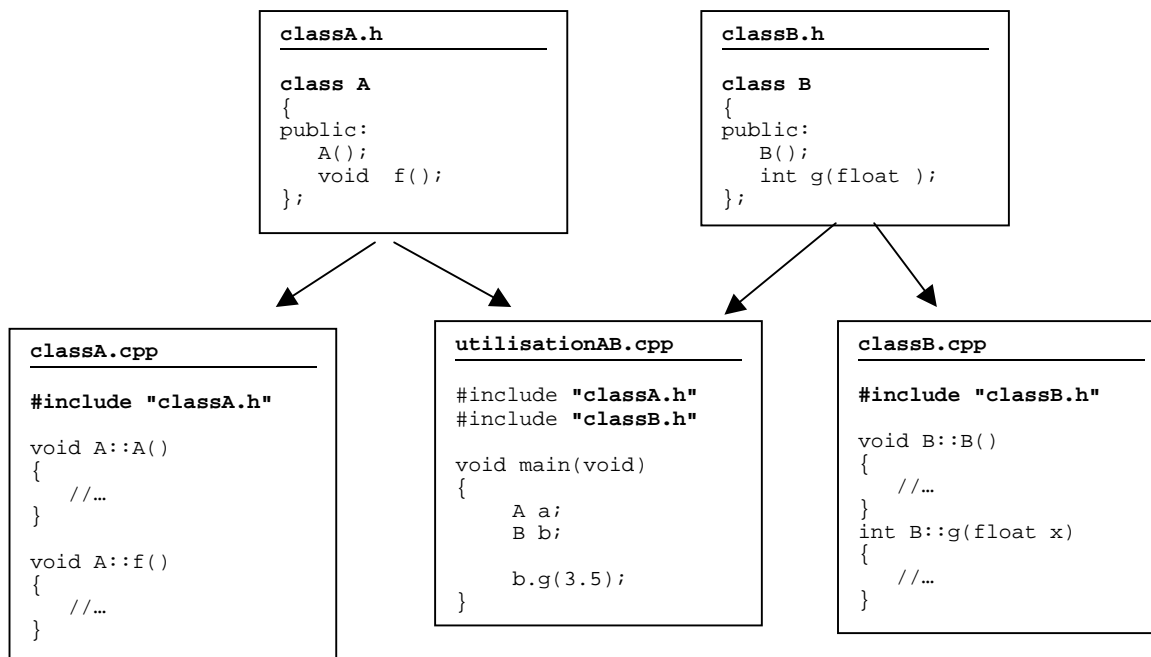 classA.h
class A
{
public:
   A();
   void  f();
};
classB.h
class B
{
public:
   B();
   int g(float );
};
classA.cpp
#include "classA.h"
void A::A()
{
   //…
}
void A::f()
{
   //…
}
utilisationAB.cpp
#include "classA.h"
#include "classB.h"
void main(void)
{
    A a;
    B b;
    b.g(3.5);
}
classB.cpp
#include "classB.h"
void B::B()
{
   //…
}
int B::g(float x)
{
   //…
}